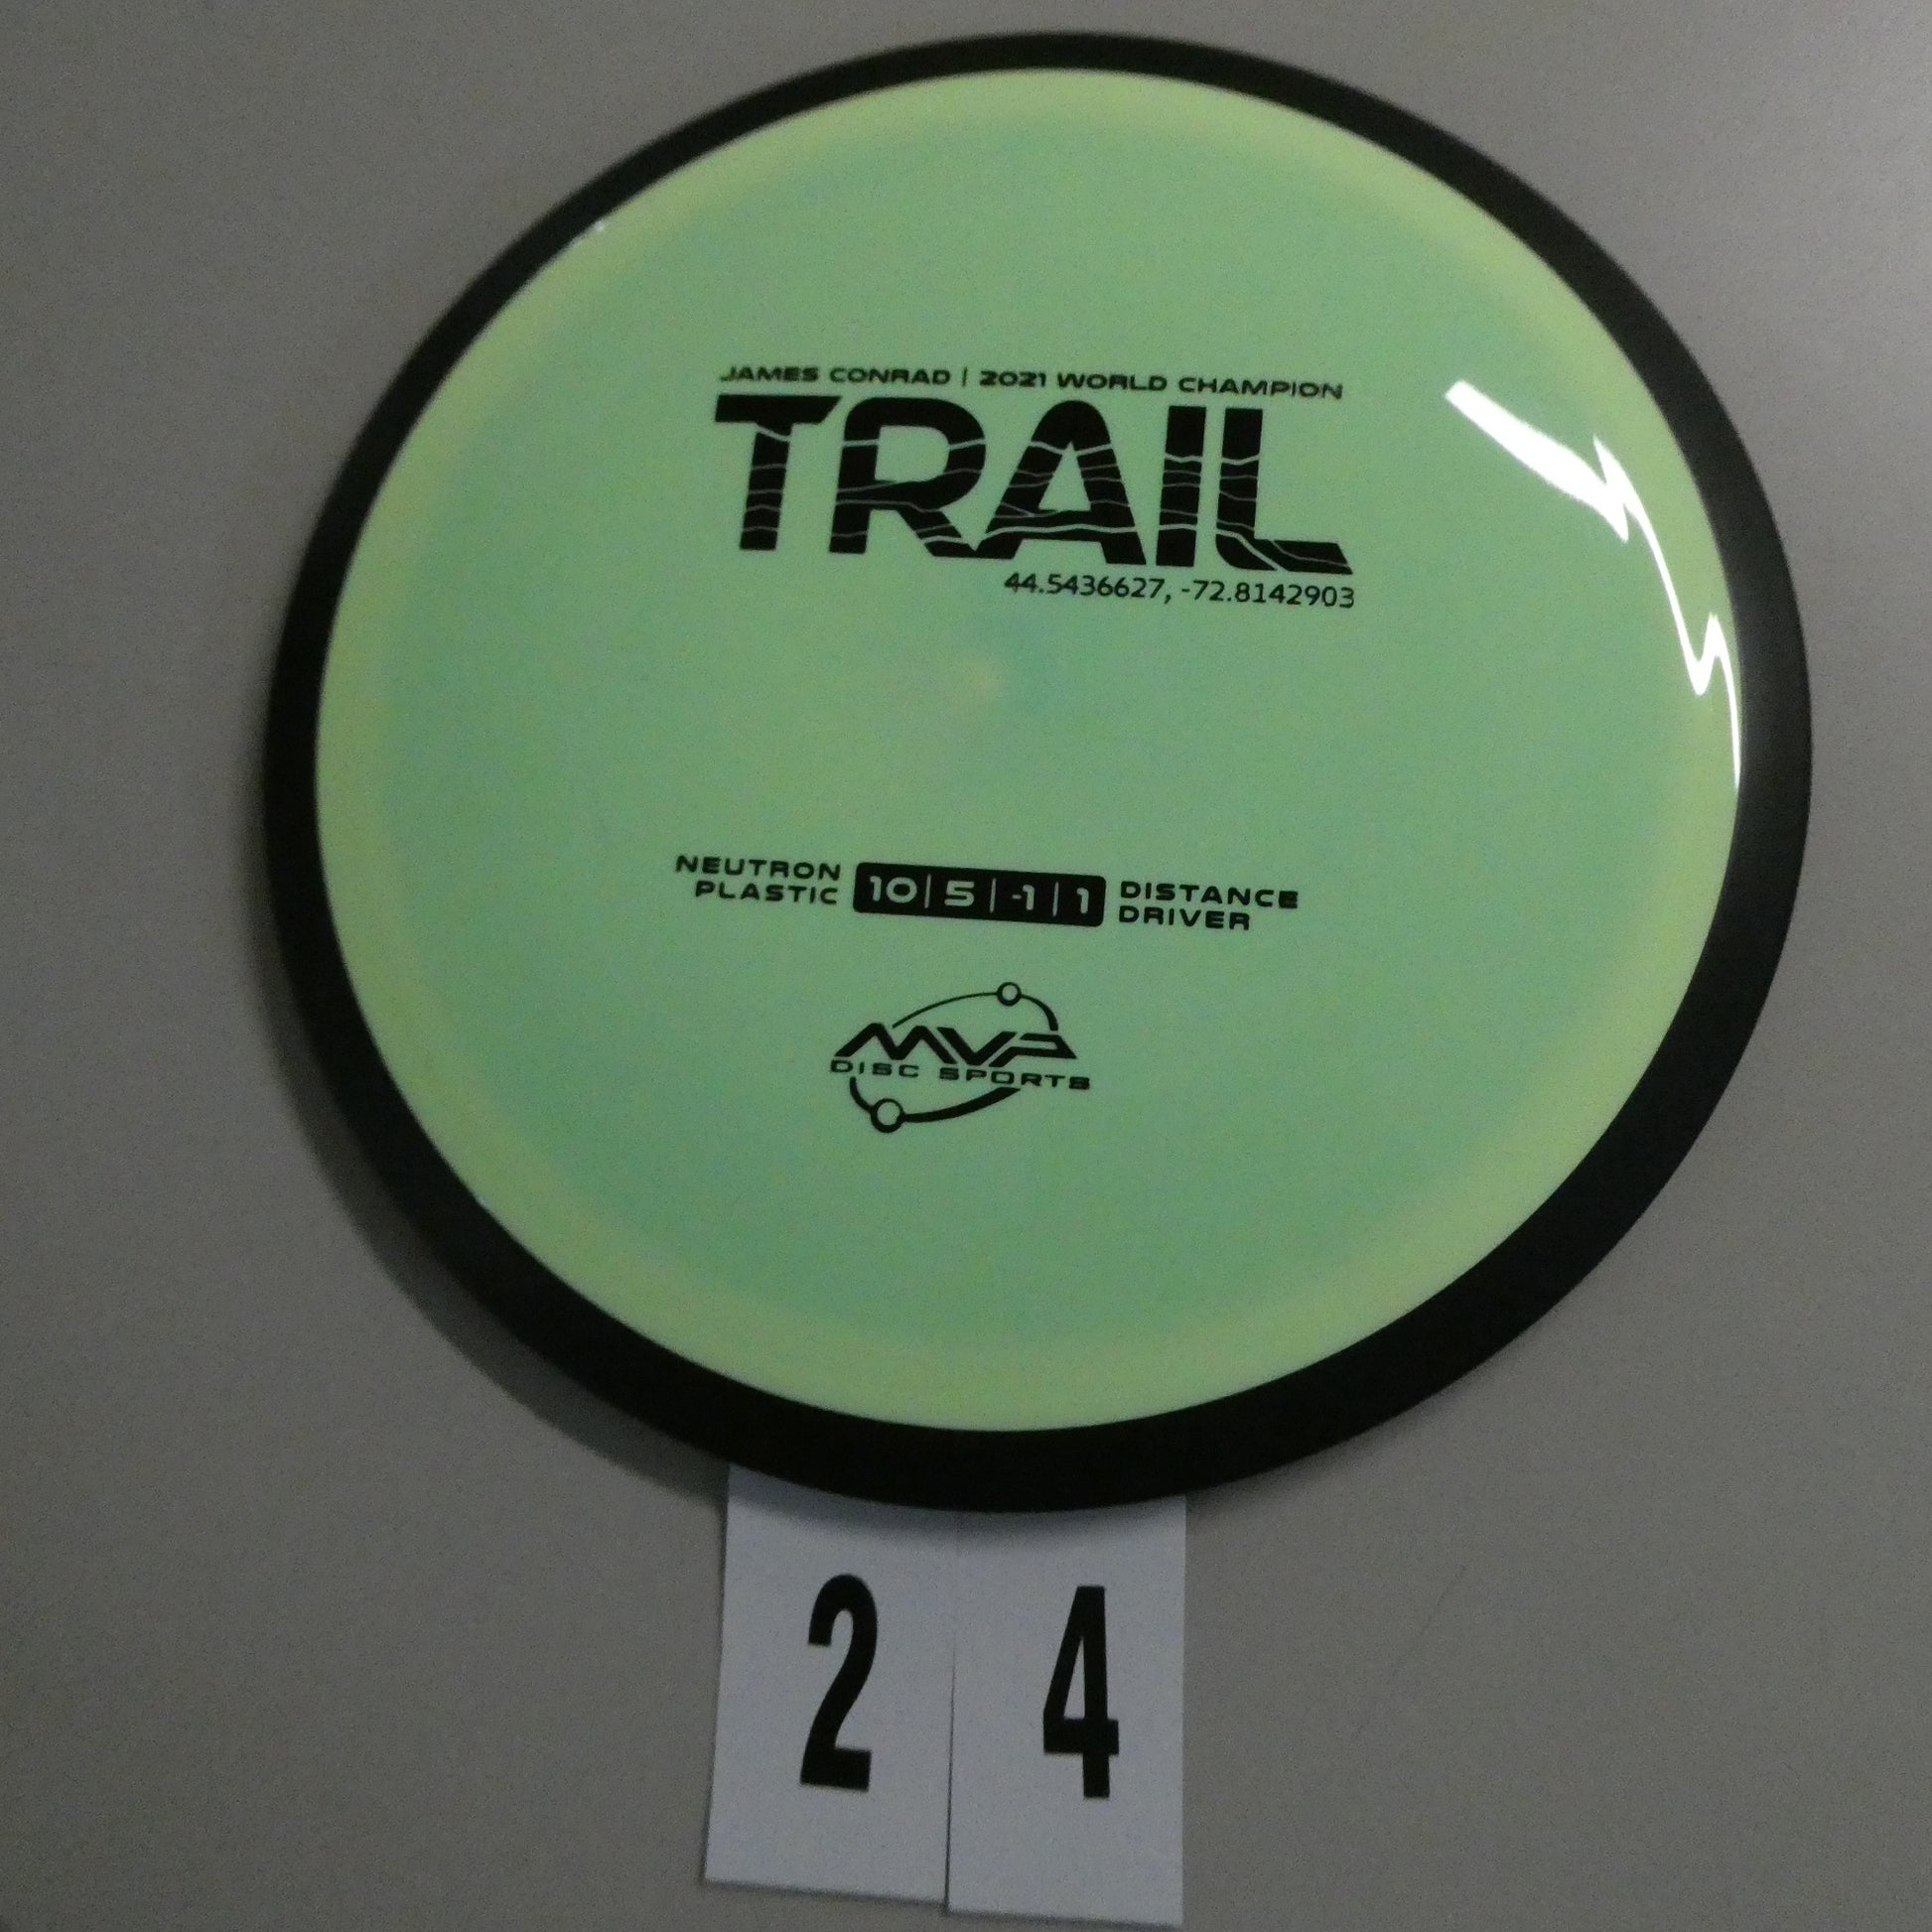 JAMES CONRAD | 2021 WORLD CHAMPION
TRAIL
44.5436627, -72.8142903
NEUTRON
PLASTIC
10 | 5 | -1 | 1
DISTANCE
DRIVER
MVP
DISC SPORTS
2 4